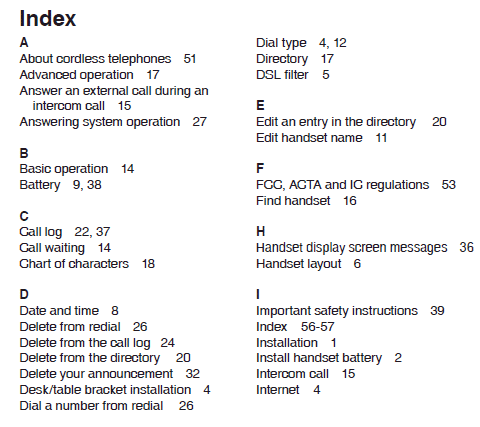 Index
A
About cordless telephones 51
Advanced operation 17
Answer an external call during an
intercom call 15
Answering system operation 27
B
Basic operation 14
Battery 9, 38
C
Call log 22, 37
Call waiting 14
Chart of characters 18
D
Date and time 8
Delete from redial 26
Delete from the call log 24
Delete from the directory 20
Delete your announcement 32
Desk/table bracket installation 4
Dial a number from redial 26
Dial type 4, 12
Directory 17
DSL filter 5
E
Edit an entry in the directory 20
Edit handset name 11
F
FCC, ACTA and IC regulations 53
Find handset 16
H
Handset display screen messages 36
Handset layout 6
I
Important safety instructions 39
Index 56-57
Installation 1
Install handset battery 2
Intercom call 15
Internet 4